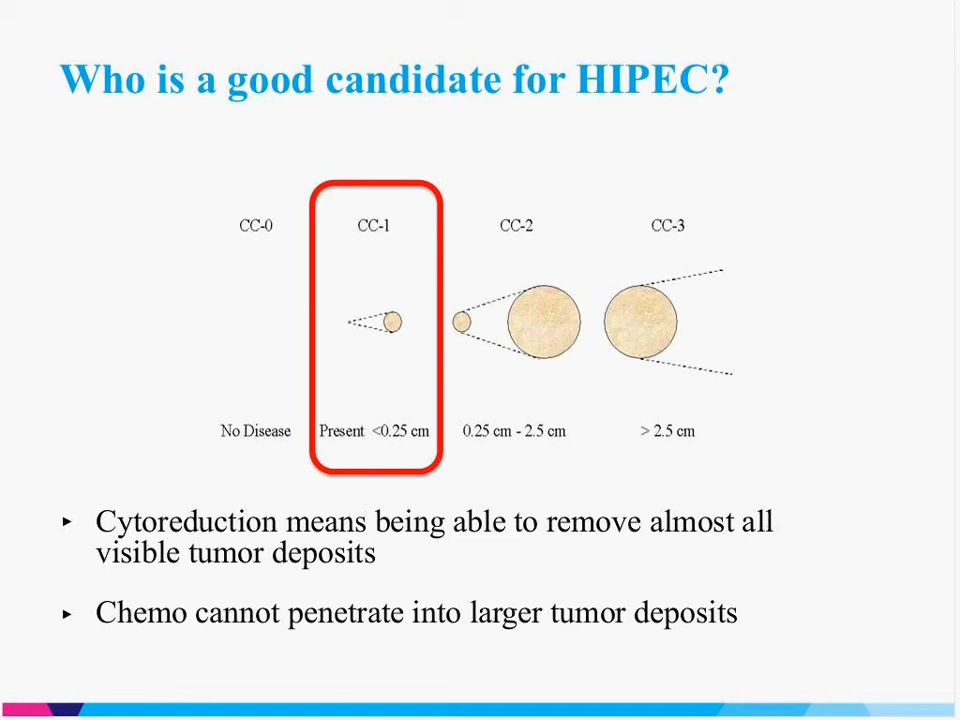 Who is a good candidate for HIPEC?
CC-0 CC-1 CC-2 CC-3
No Disease Present <0.25 cm 0.25 cm - 2.5 cm > 2.5 cm
‣ Cytoreduction means being able to remove almost all
visible tumor deposits
‣ Chemo cannot penetrate into larger tumor deposits